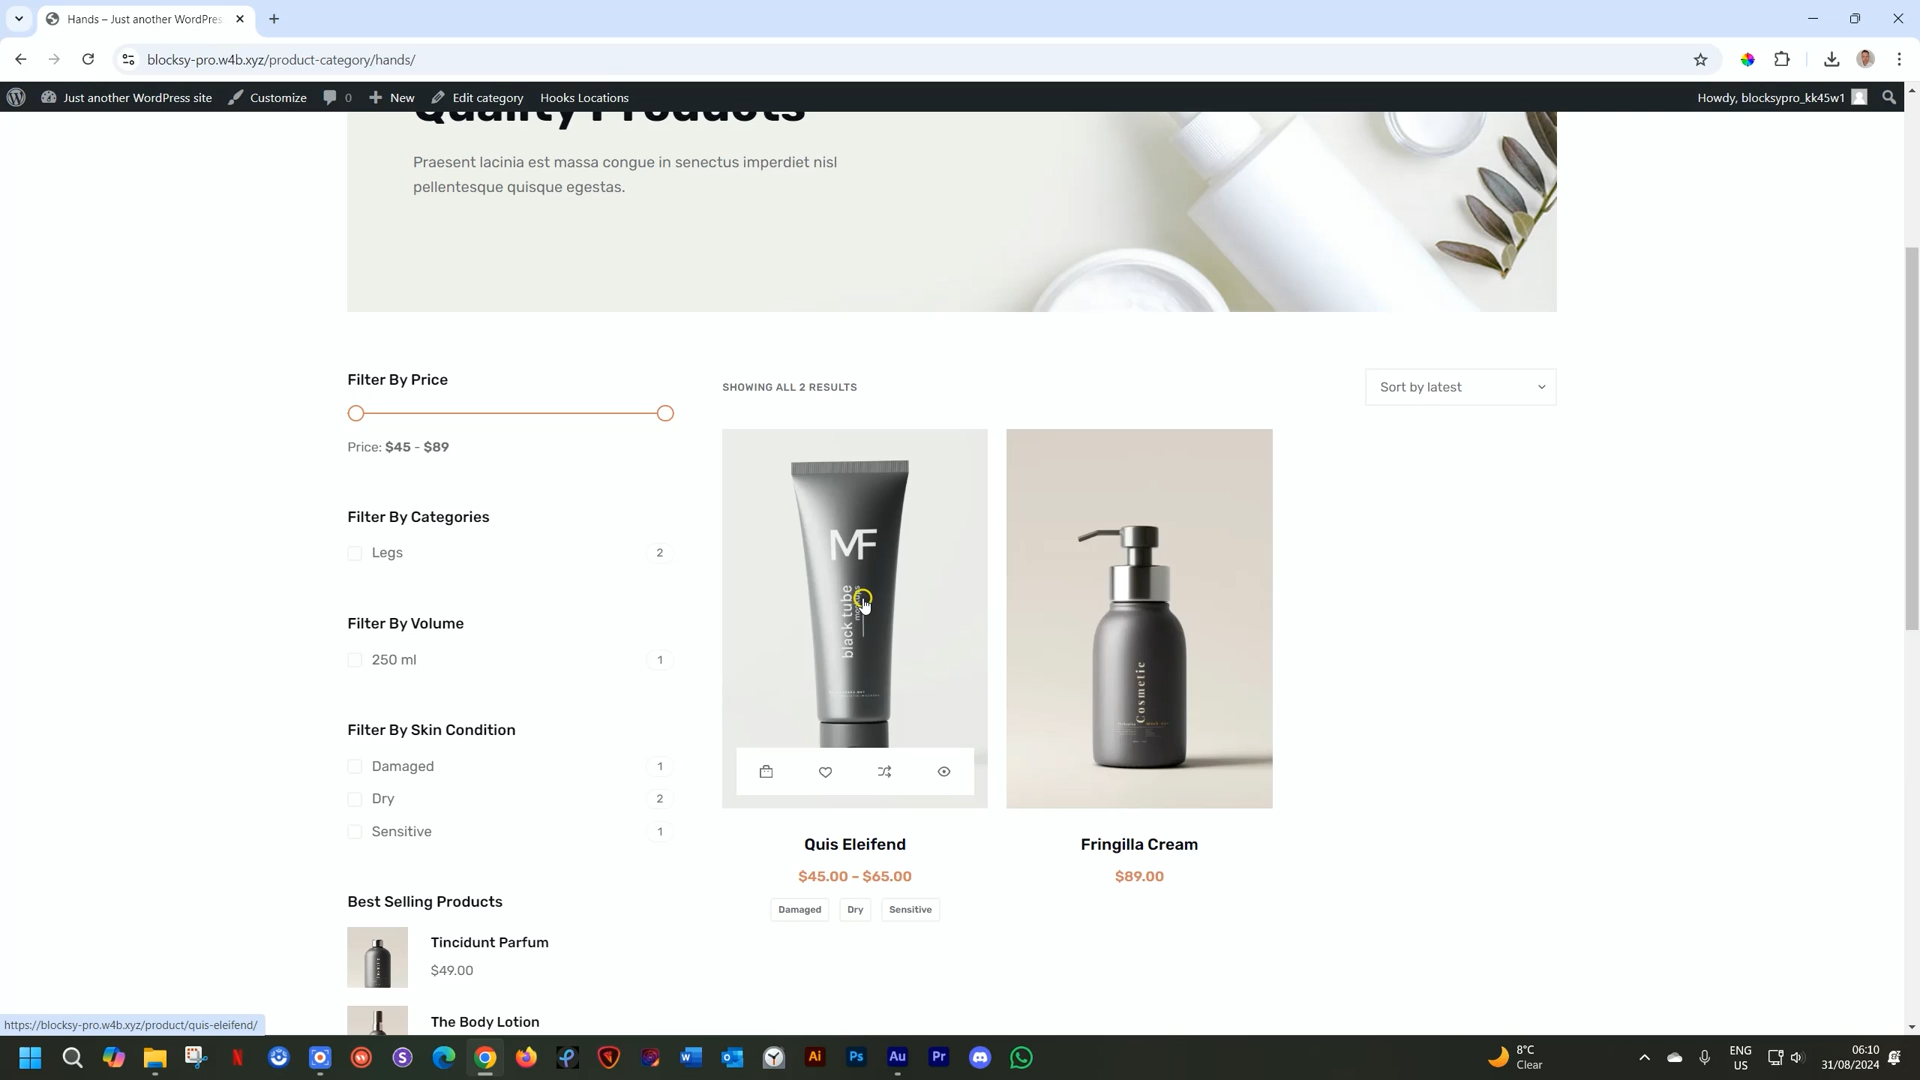 Hands – Just another WordPres
blocksy-pro.w4b.xyz/product-category/hands/
Just another WordPress site
Customize
0
New
Edit category
Hooks Locations
Howdy, blocksypro_kk45w1
Quality Products
Praesent lacinia est massa congue in senectus imperdiet nisl
pellentesque quisque egestas.
Filter By Price
Price: $45 - $89
Filter By Categories
Legs 2
Filter By Volume
250 ml 1
Filter By Skin Condition
Damaged 1
Dry 2
Sensitive 1
Best Selling Products
Tincidunt Parfum
$49.00
The Body Lotion
SHOWING ALL 2 RESULTS
Sort by latest
MF
black tube
Cosmetic
Quis Eleifend
$45.00 – $65.00
Damaged Dry Sensitive
Fringilla Cream
$89.00
https://blocksy-pro.w4b.xyz/product/quis-eleifend/
8°C
Clear
ENG
US
06:10
31/08/2024